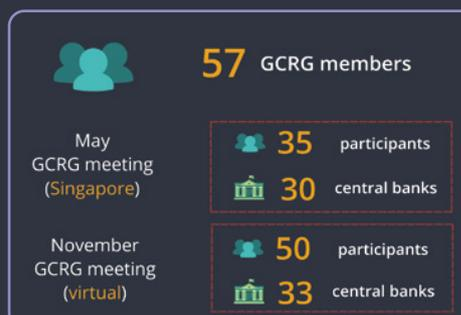 57 GCRG members
May
GCRG meeting
(Singapore)
35 participants
30 central banks
November
GCRG meeting
(virtual)
50 participants
33 central banks